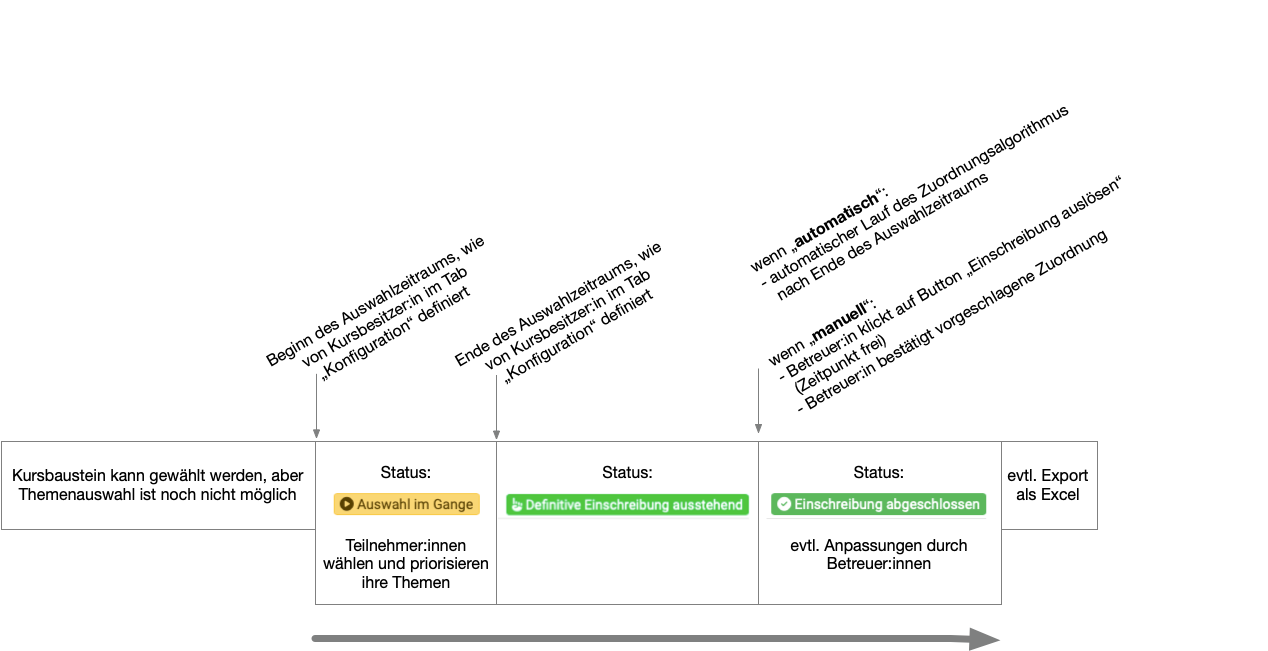 Beginn des Auswahlzeitraums, wie
von Kursbesitzer:in im Tab
„Konfiguration“ definiert
Ende des Auswahlzeitraums, wie
von Kursbesitzer:in im Tab
„Konfiguration“ definiert
wenn „automatisch“:
- automatischer Lauf des Zuordnungsalgorithmus
nach Ende des Auswahlzeitraums
wenn „manuell“:
- Betreuer:in klickt auf Button „Einschreibung auslösen“
(Zeitpunkt frei)
- Betreuer:in bestätigt vorgeschlagene Zuordnung
Kursbaustein kann gewählt werden, aber
Themenauswahl ist noch nicht möglich
Status:
Auswahl im Gange
Teilnehmer:innen
wählen und priorisieren
ihre Themen
Status:
Definitive Einschreibung ausstehend
Status:
Einschreibung abgeschlossen
evtl. Anpassungen durch
Betreuer:innen
evtl. Export
als Excel